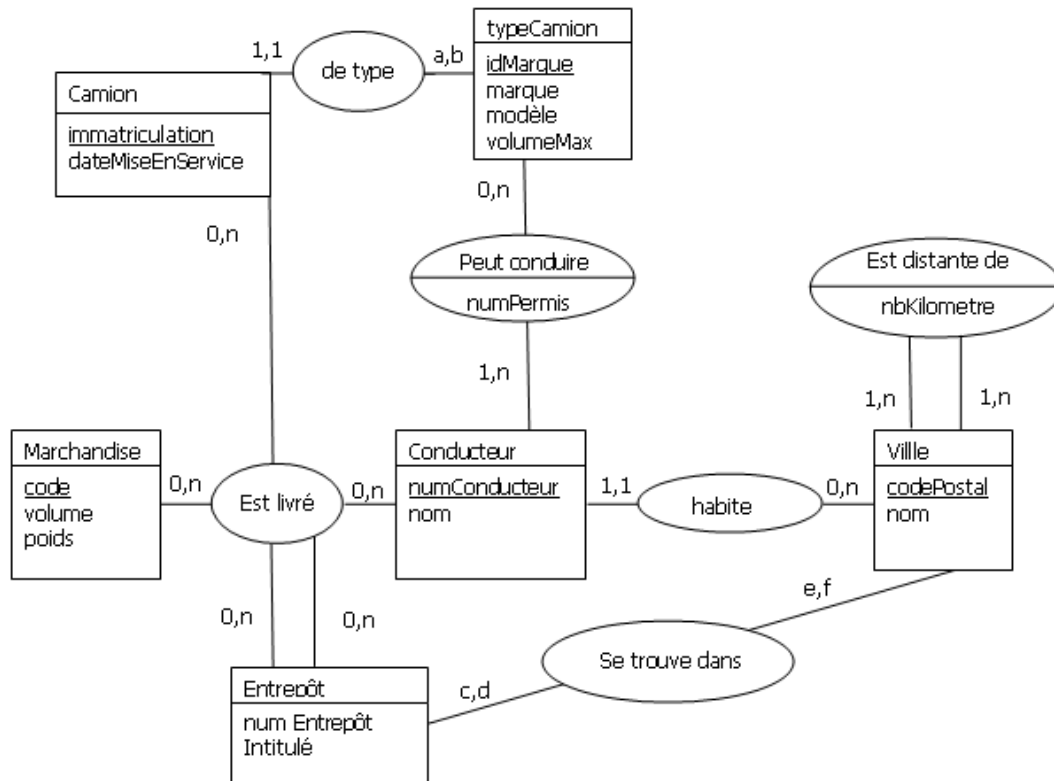 typeCamion
idMarque
marque
modèle
volumeMax
1,1
de type
a,b
Camion
immatriculation
dateMiseEnService
0,n
0,n
Peut conduire
numPermis
Est distante de
nbKilometre
1,n
1,n
1,n
Marchandise
code
volume
poids
0,n
Est livré
0,n
Conducteur
numConducteur
nom
1,1
habite
0,n
Villle
codePostal
nom
0,n
0,n
e,f
Se trouve dans
c,d
Entrepôt
num Entrepôt
Intitulé